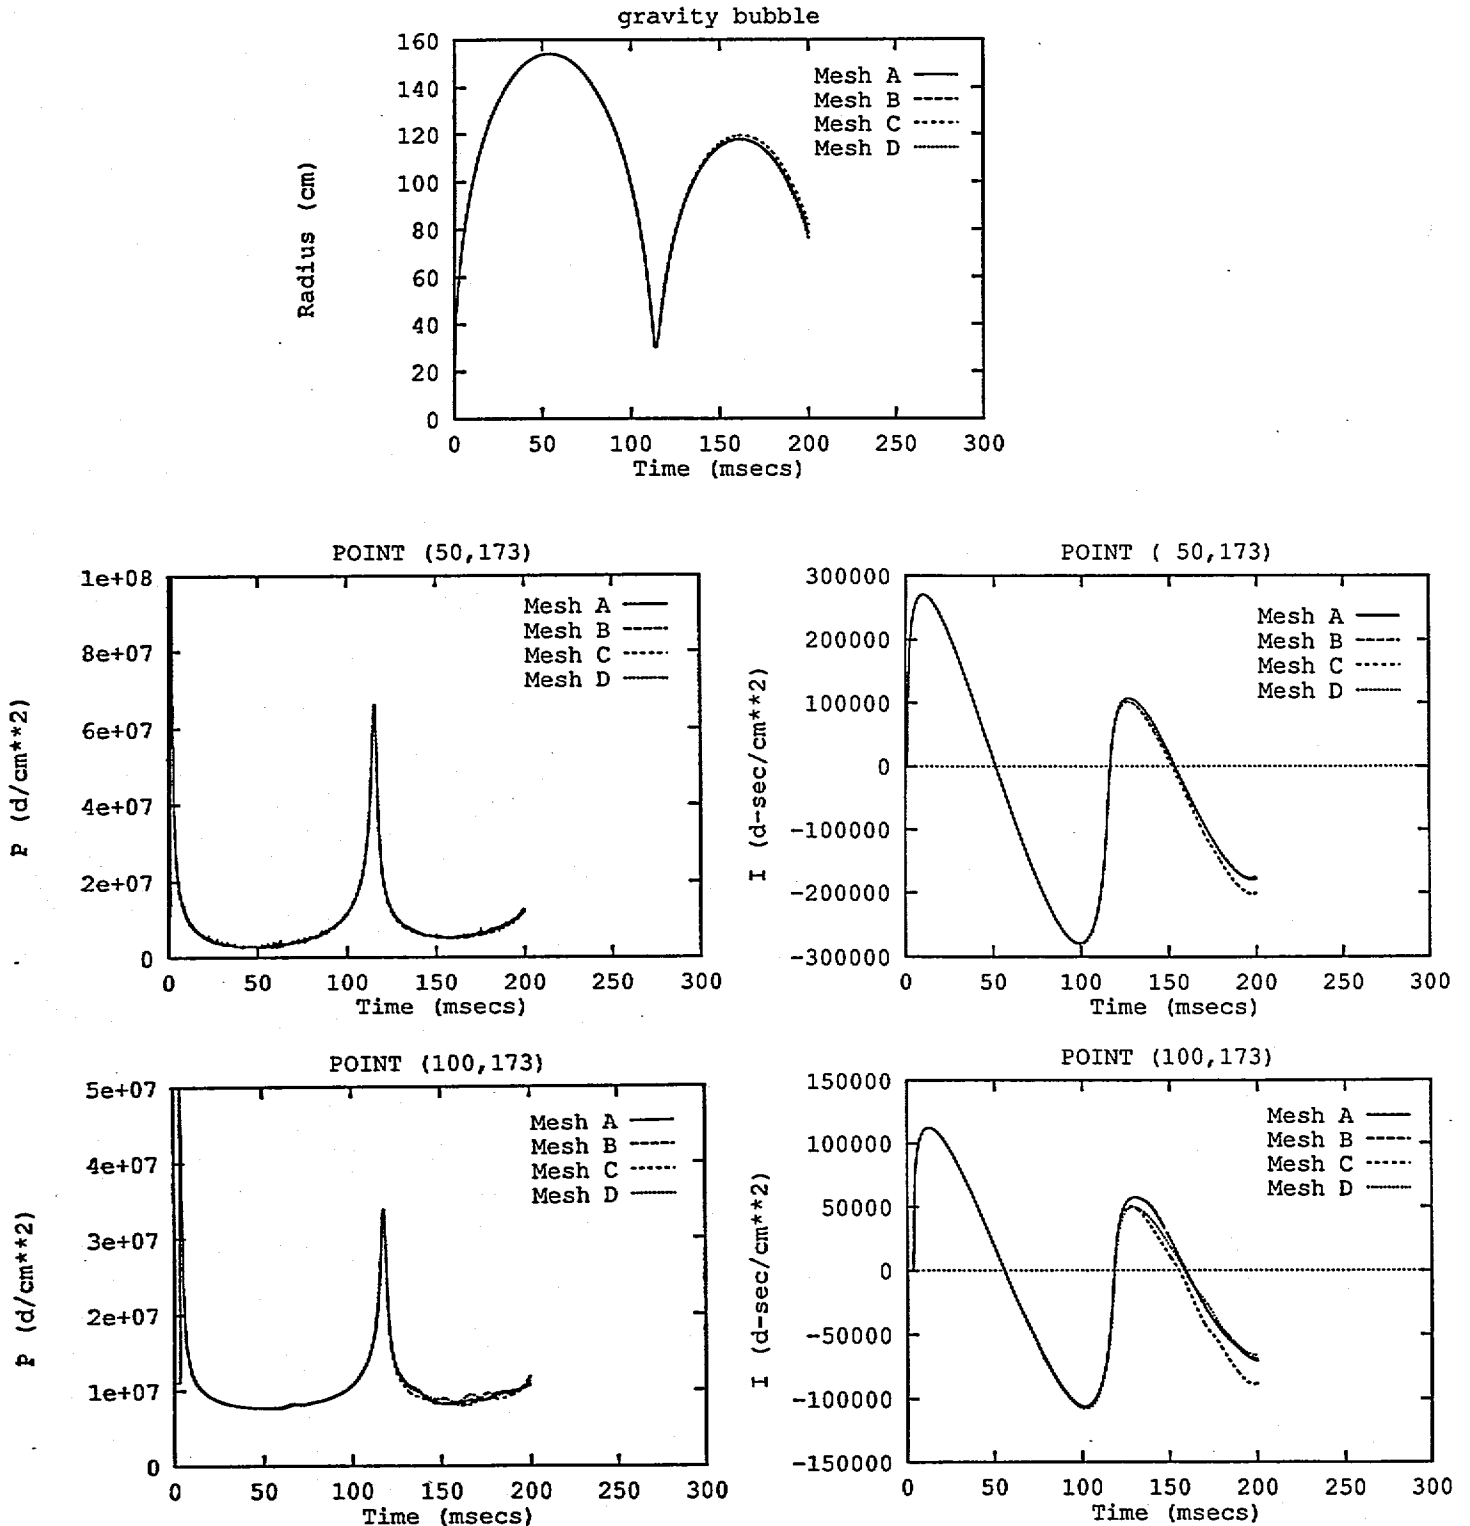 gravity bubble
160
140
120
100
80
60
40
20
0
Radius (cm)
Mesh A
Mesh B
Mesh C
Mesh D
0 50 100 150 200 250 300
Time (msecs)
POINT (50,173)
1e+08
8e+07
6e+07
4e+07
2e+07
0
P (d/cm**2)
Mesh A
Mesh B
Mesh C
Mesh D
0 50 100 150 200 250 300
Time (msecs)
POINT ( 50,173)
300000
200000
100000
0
-100000
-200000
-300000
I (d-sec/cm**2)
Mesh A
Mesh B
Mesh C
Mesh D
0 50 100 150 200 250 300
Time (msecs)
POINT (100,173)
5e+07
4e+07
3e+07
2e+07
1e+07
0
P (d/cm**2)
Mesh A
Mesh B
Mesh C
Mesh D
0 50 100 150 200 250 300
Time (msecs)
POINT (100,173)
150000
100000
50000
0
-50000
-100000
-150000
I (d-sec/cm**2)
Mesh A
Mesh B
Mesh C
Mesh D
0 50 100 150 200 250 300
Time (msecs)